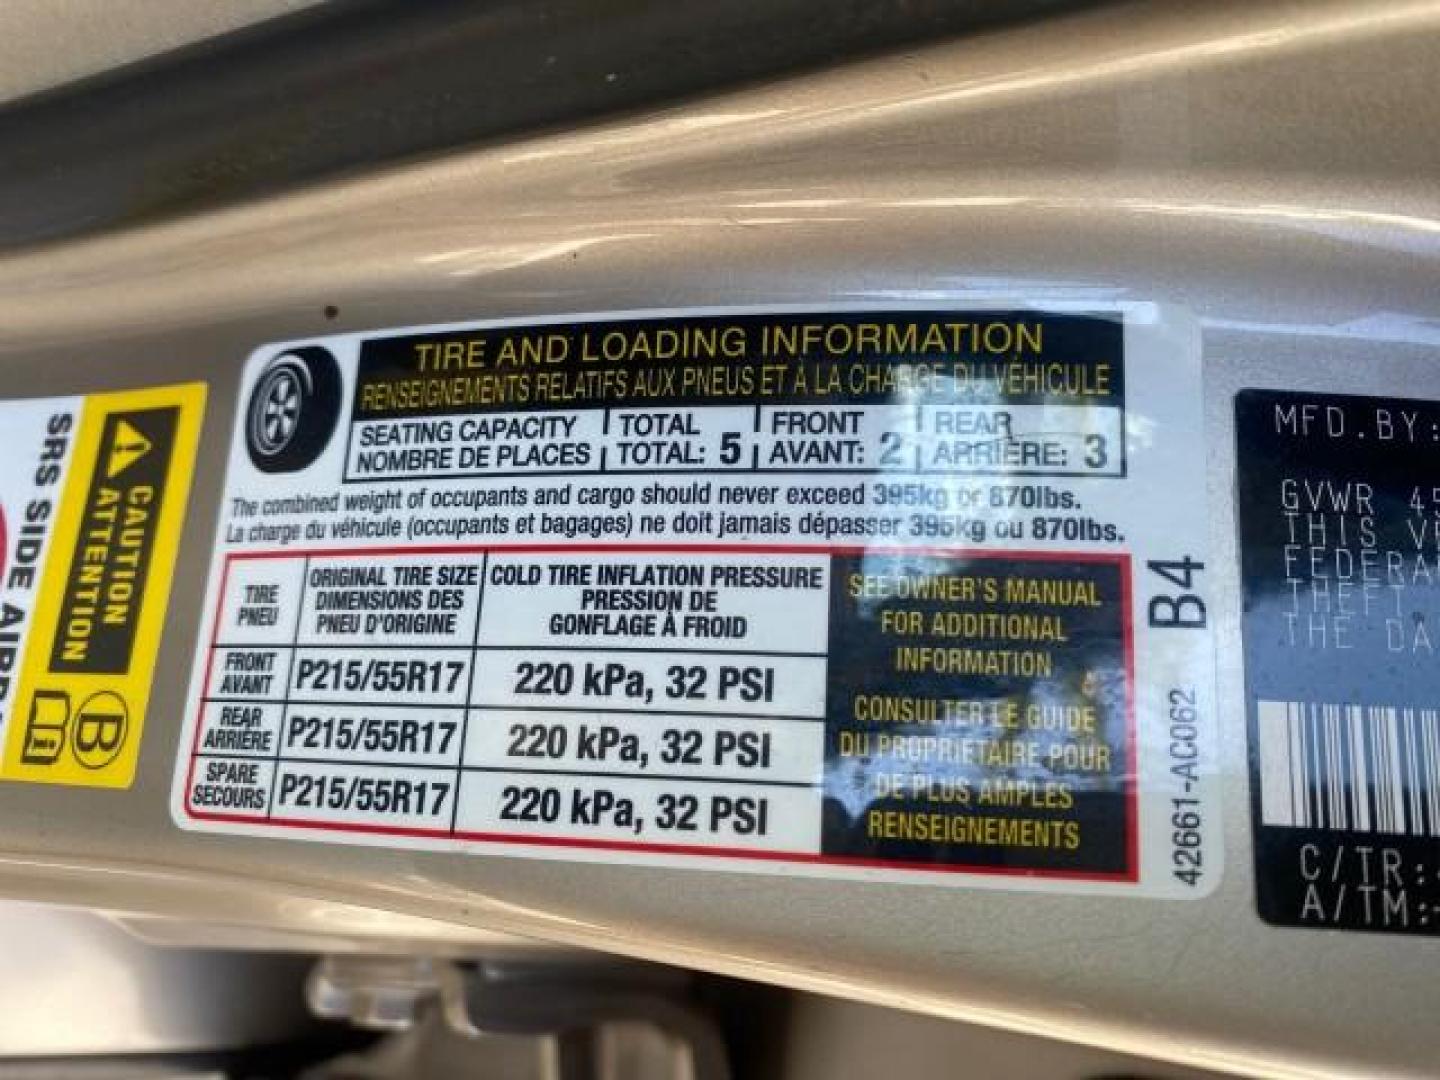 SRS SIDE
CAUTION
ATTENTION
B
i
TIRE AND LOADING INFORMATION
RENSEIGNEMENTS RELATIFS AUX PNEUS ET À LA CHARGE DU VÉHICULE
SEATING CAPACITY TOTAL FRONT REAR
NOMBRE DE PLACES TOTAL: 5 AVANT: 2 ARRIÈRE: 3
The combined weight of occupants and cargo should never exceed 395kg or 870lbs.
La charge du véhicule (occupants et bagages) ne doit jamais dépasser 395kg ou 870lbs.
TIRE
PNEU
ORIGINAL TIRE SIZE
DIMENSIONS DES
PNEU D'ORIGINE
COLD TIRE INFLATION PRESSURE
PRESSION DE
GONFLAGE À FROID
FRONT
AVANT
P215/55R17
220 kPa, 32 PSI
REAR
ARRIÈRE
P215/55R17
220 kPa, 32 PSI
SPARE
SECOURS
P215/55R17
220 kPa, 32 PSI
SEE OWNER'S MANUAL
FOR ADDITIONAL
INFORMATION
CONSULTER LE GUIDE
DU PROPRIÉTAIRE POUR
DE PLUS AMPLES
RENSEIGNEMENTS
B4
42661-AC062
MFD.BY:
GVWR 45
THIS
THEFT
THE DA
C/TR:
A/TM: